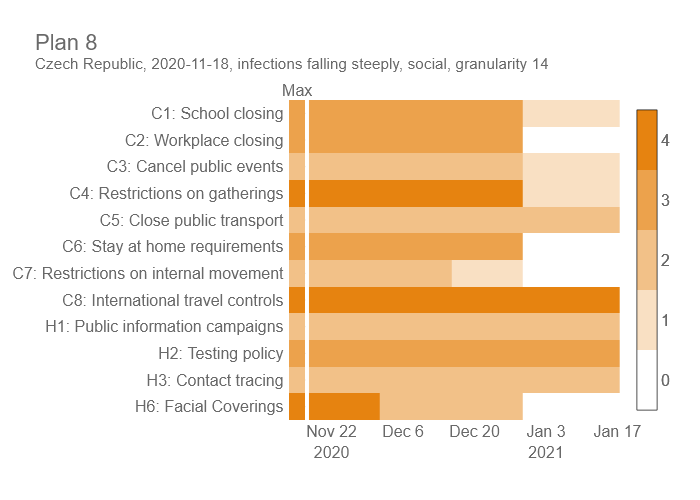 Plan 8
Czech Republic, 2020-11-18, infections falling steeply, social, granularity 14
Max
C1: School closing
C2: Workplace closing
C3: Cancel public events
C4: Restrictions on gatherings
C5: Close public transport
C6: Stay at home requirements
C7: Restrictions on internal movement
C8: International travel controls
H1: Public information campaigns
H2: Testing policy
H3: Contact tracing
H6: Facial Coverings
Nov 22 Dec 6 Dec 20 Jan 3 Jan 17
2020 2021
4
3
2
1
0